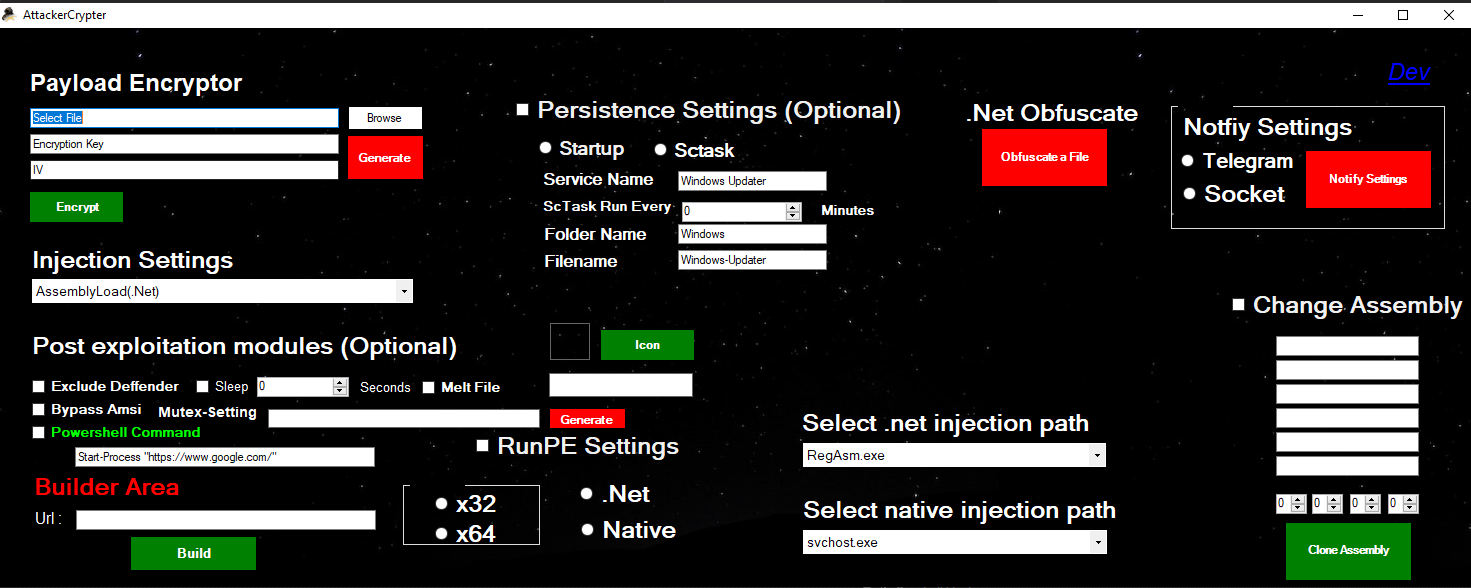 AttackerCrypter
Dev
Payload Encryptor
Select File
Browse
Encryption Key
IV
Generate
Encrypt
Injection Settings
AssemblyLoad(.Net)
Post exploitation modules (Optional)
Exclude Deffender
Sleep
0
Seconds
Melt File
Bypass Amsi
Mutex-Setting
Generate
Powershell Command
Start-Process "https://www.google.com/"
Builder Area
Url :
Build
Persistence Settings (Optional)
Startup
Sctask
Service Name
Windows Updater
ScTask Run Every
0
Minutes
Folder Name
Windows
Filename
Windows-Updater
Icon
RunPE Settings
x32
x64
.Net
Native
.Net Obfuscate
Obfuscate a File
Select .net injection path
RegAsm.exe
Select native injection path
svchost.exe
Notfiy Settings
Telegram
Socket
Notify Settings
Change Assembly
0 0 0 0
Clone Assembly